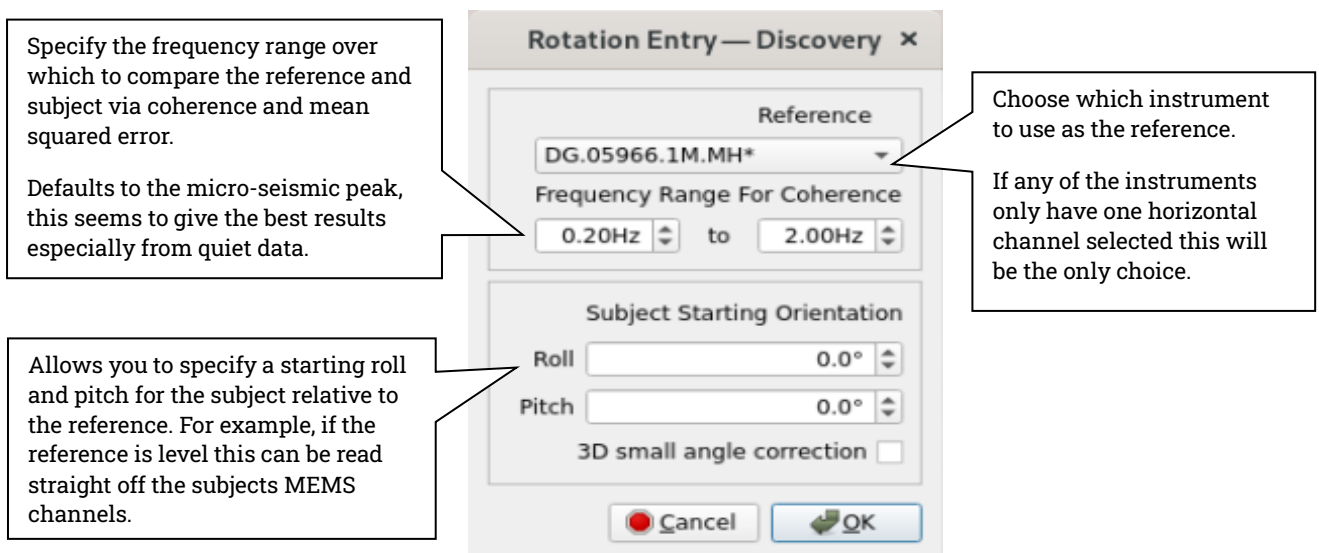 Specify the frequency range over
which to compare the reference and
subject via coherence and mean
squared error.
Defaults to the micro-seismic peak,
this seems to give the best results
especially from quiet data.
Allows you to specify a starting roll
and pitch for the subject relative to
the reference. For example, if the
reference is level this can be read
straight off the subjects MEMS
channels.
Rotation Entry — Discovery ×
Reference
DG.05966.1M.MH*
Frequency Range For Coherence
0.20Hz to 2.00Hz
Subject Starting Orientation
Roll 0.0°
Pitch 0.0°
3D small angle correction
Cancel OK
Choose which instrument
to use as the reference.
If any of the instruments
only have one horizontal
channel selected this will
be the only choice.